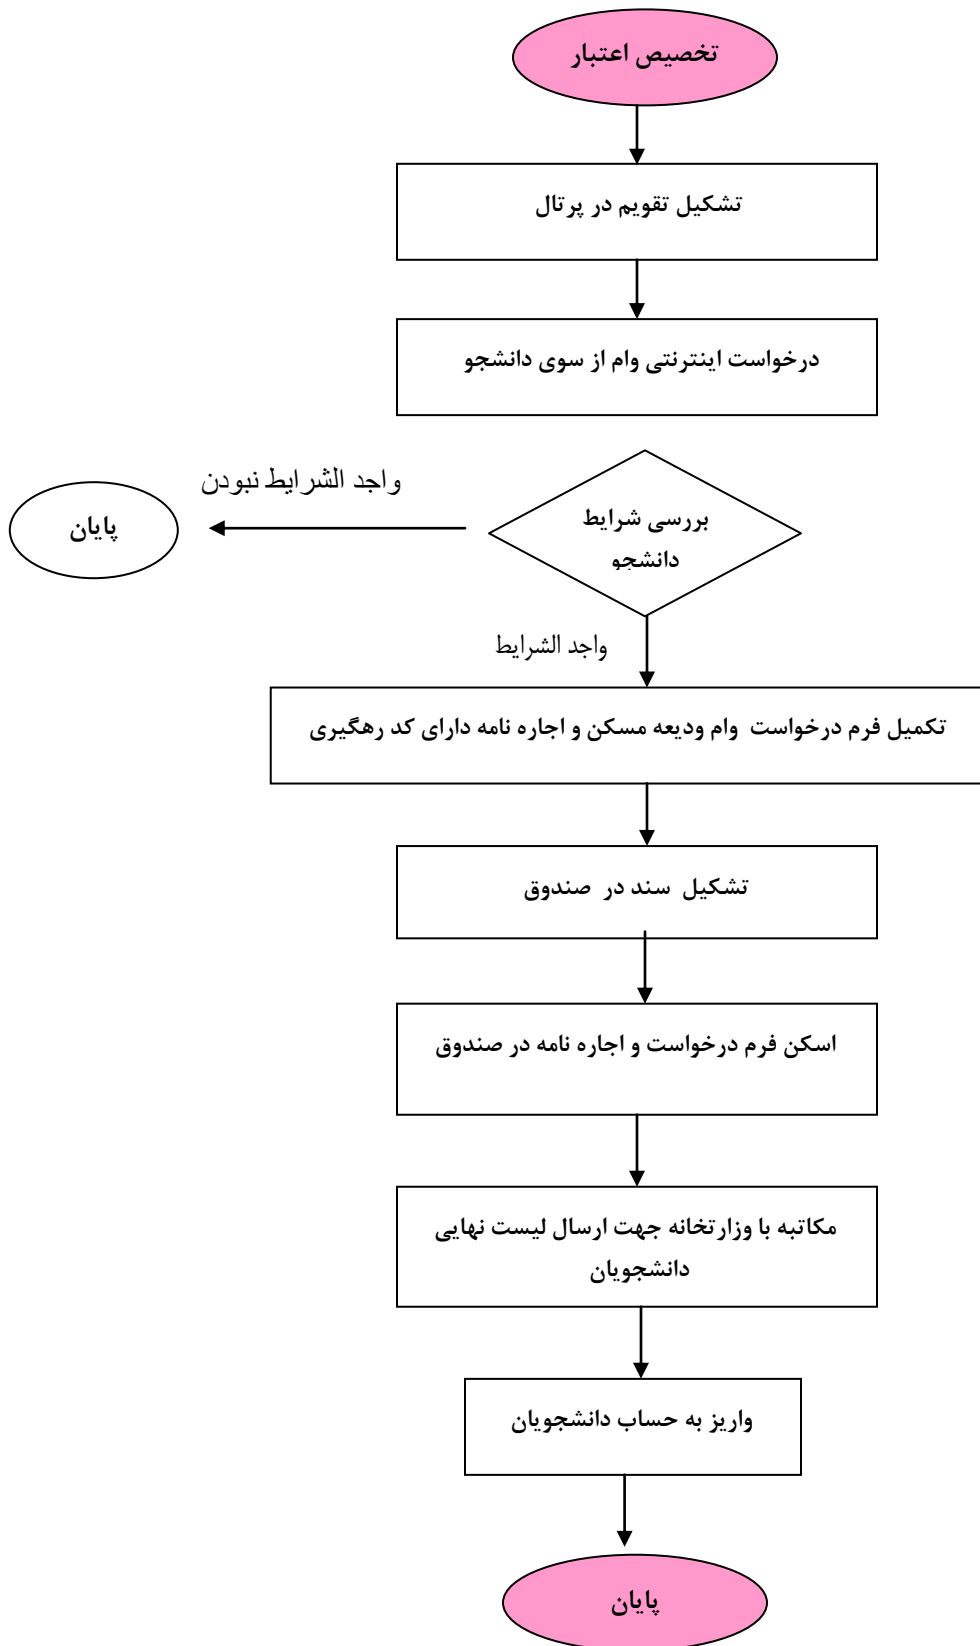 تخصیص اعتبار
تشکیل تقویم در پرتال
درخواست اینترنتی وام از سوی دانشجو
واجد الشرایط نبودن
بررسی شرایط
دانشجو
پایان
واجد الشرایط
تکمیل فرم درخواست وام ودیعه مسکن و اجاره نامه دارای کد رهگیری
تشکیل سند در صندوق
اسکن فرم درخواست و اجاره نامه در صندوق
مکاتبه با وزارتخانه جهت ارسال لیست نهایی
دانشجویان
واریز به حساب دانشجویان
پایان